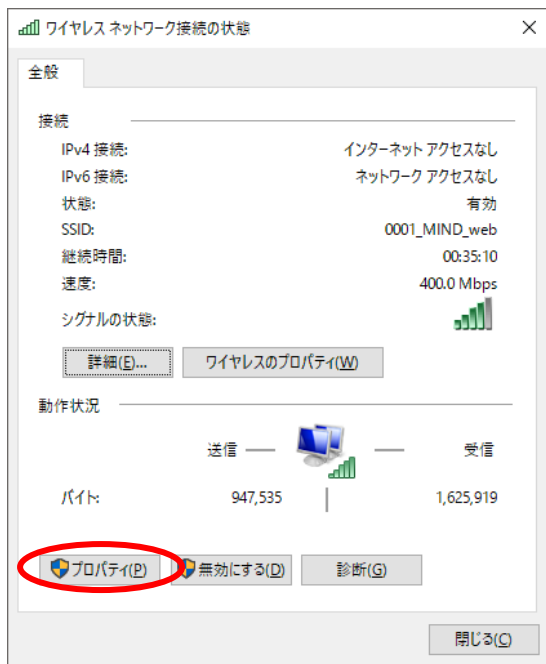 ワイヤレス ネットワーク接続の状態
全般
接続
IPv4 接続: インターネット アクセスなし
IPv6 接続: ネットワーク アクセスなし
状態: 有効
SSID: 0001_MIND_web
継続時間: 00:35:10
速度: 400.0 Mbps
シグナルの状態:
詳細(E)... ワイヤレスのプロパティ(W)
動作状況
送信 受信
バイト: 947,535 1,625,919
プロパティ(P) 無効にする(D) 診断(G)
閉じる(C)